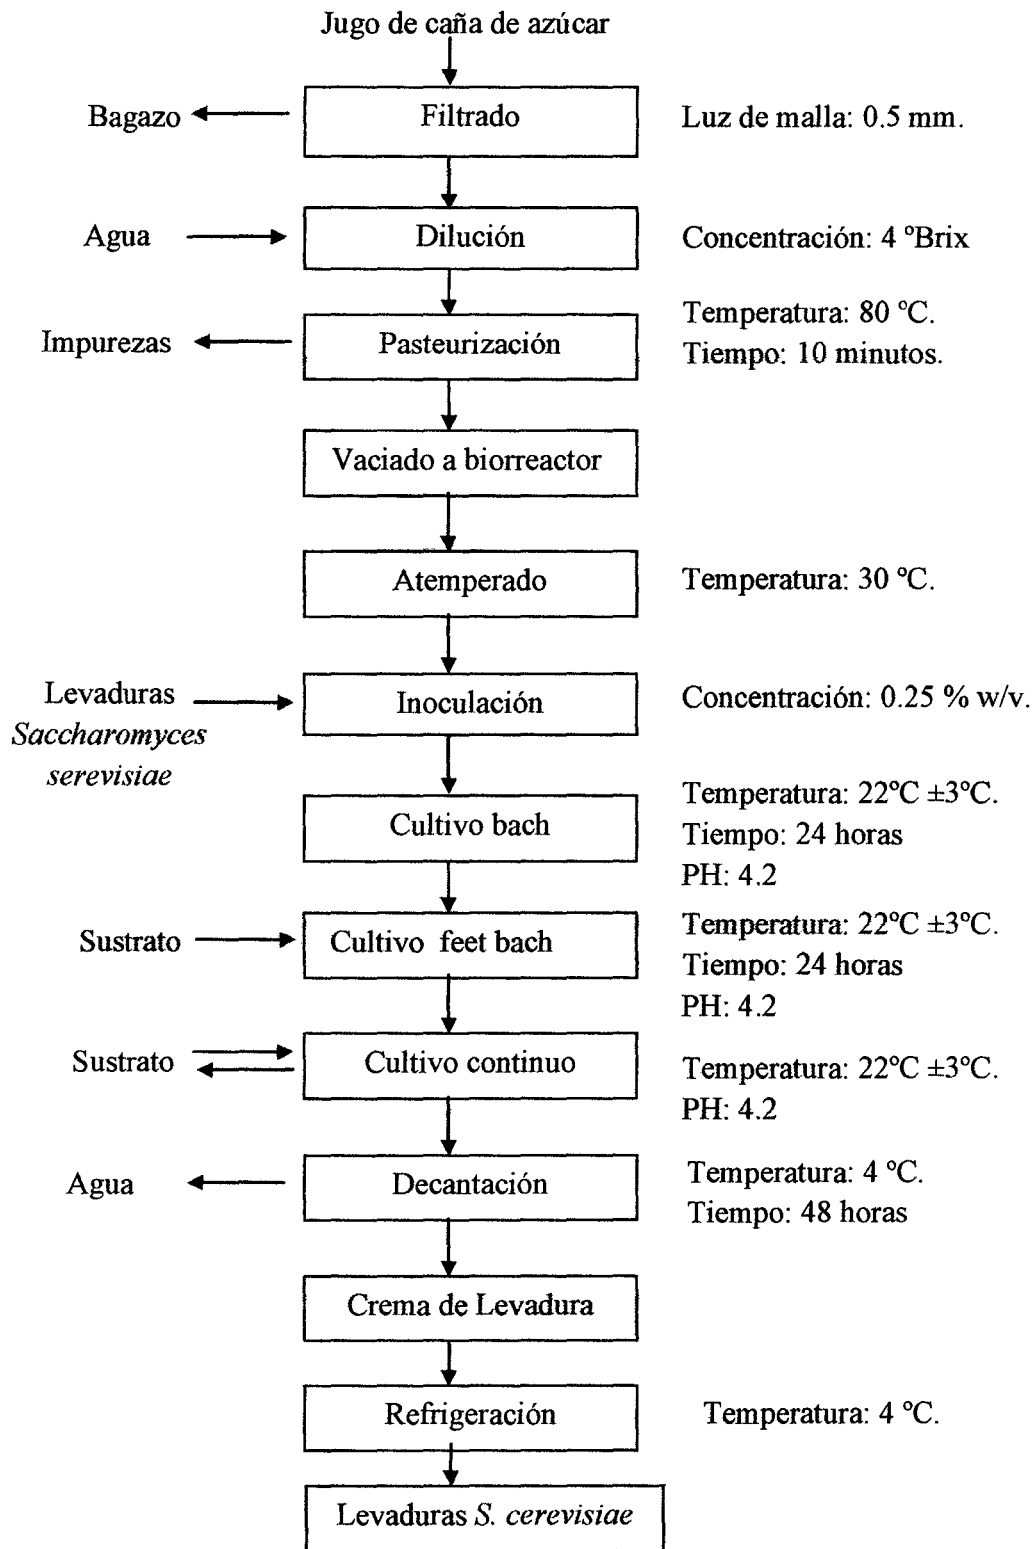 Jugo de caña de azúcar
Bagazo
Filtrado
Luz de malla: 0.5 mm.
Agua
Dilución
Concentración: 4 ºBrix
Impurezas
Pasteurización
Temperatura: 80 ºC.
Tiempo: 10 minutos.
Vaciado a biorreactor
Atemperado
Temperatura: 30 ºC.
Levaduras
Saccharomyces
serevisiae
Inoculación
Concentración: 0.25 % w/v.
Cultivo bach
Temperatura: 22ºC ±3ºC.
Tiempo: 24 horas
PH: 4.2
Sustrato
Cultivo feet bach
Temperatura: 22ºC ±3ºC.
Tiempo: 24 horas
PH: 4.2
Sustrato
Cultivo continuo
Temperatura: 22ºC ±3ºC.
PH: 4.2
Agua
Decantación
Temperatura: 4 ºC.
Tiempo: 48 horas
Crema de Levadura
Refrigeración
Temperatura: 4 ºC.
Levaduras S. cerevisiae